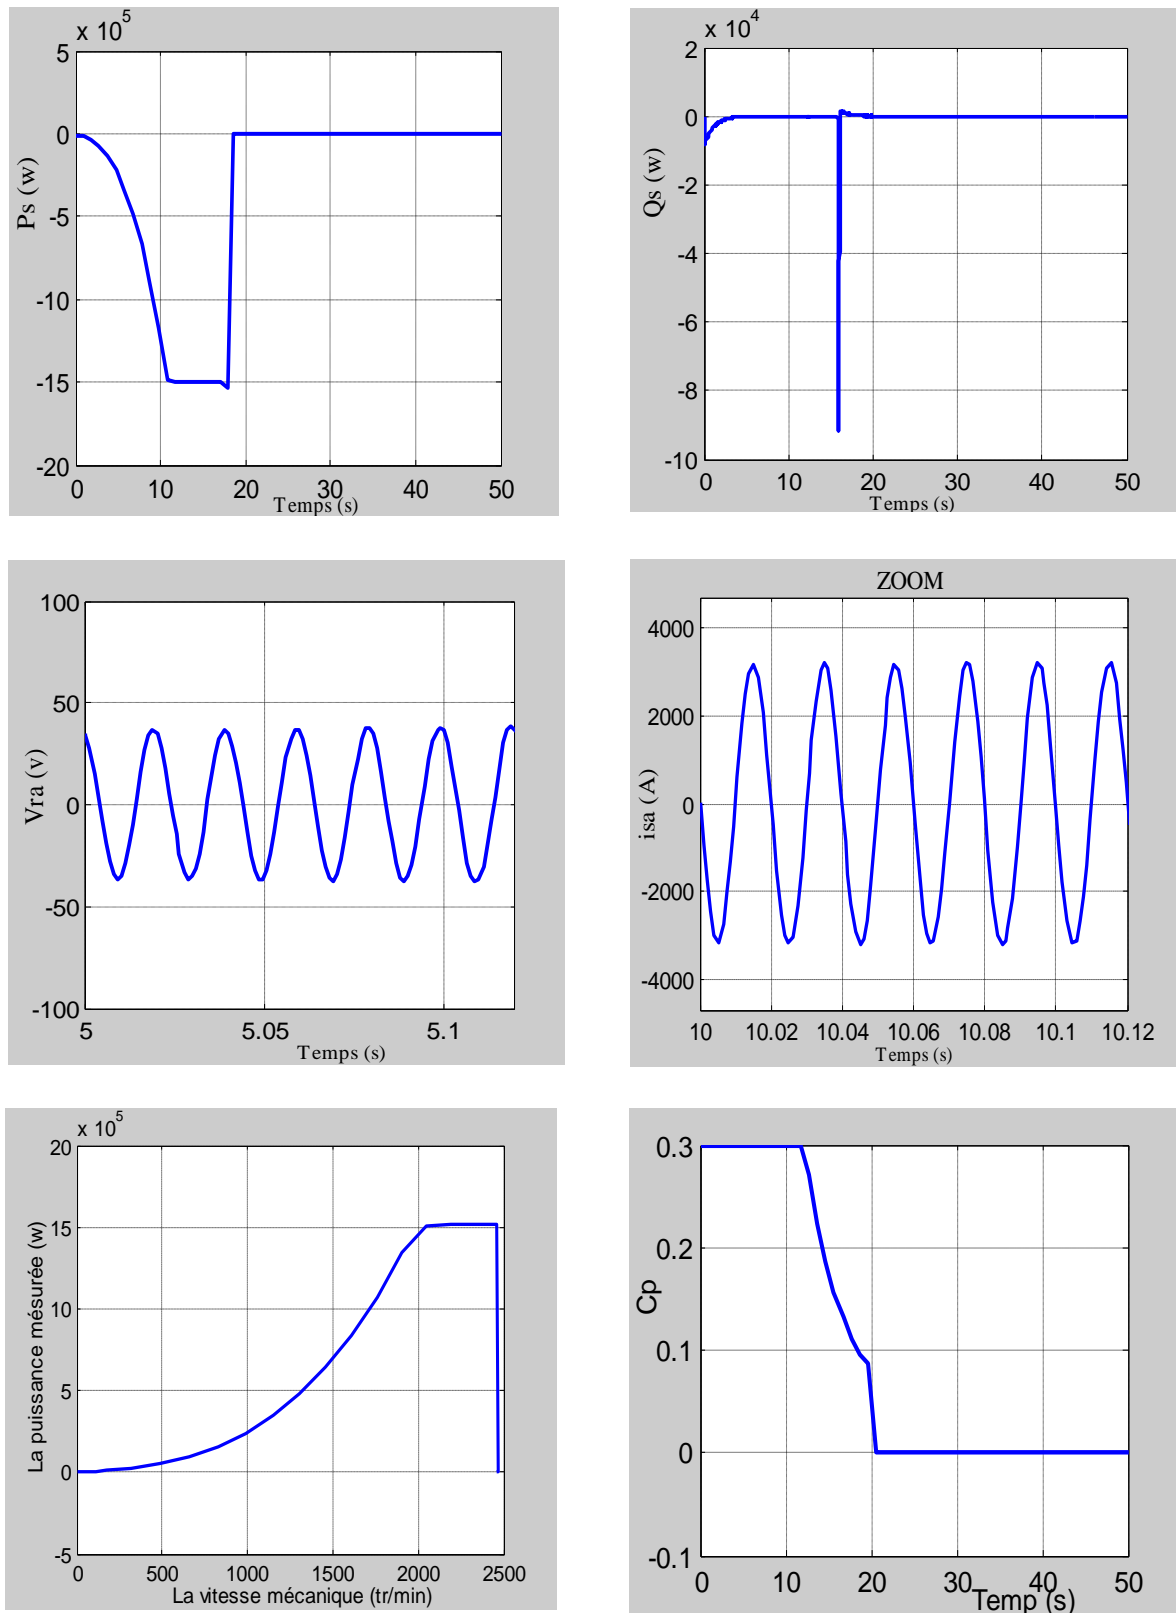 x 10^5
5
0
-5
-10
-15
-20
Ps (w)
0 10 20 30 40 50
Temps (s)
x 10^4
2
0
-2
-4
-6
-8
-10
Qs (w)
0 10 20 30 40 50
Temps (s)
100
50
0
-50
-100
Vra (v)
5 5.05 5.1
Temps (s)
ZOOM
4000
2000
0
-2000
-4000
isa (A)
10 10.02 10.04 10.06 10.08 10.1 10.12
Temps (s)
x 10^5
20
15
10
5
0
-5
La puissance mésurée (w)
0 500 1000 1500 2000 2500
La vitesse mécanique (tr/min)
0.3
0.2
0.1
0
-0.1
Cp
0 10 20 30 40 50
Temp (s)